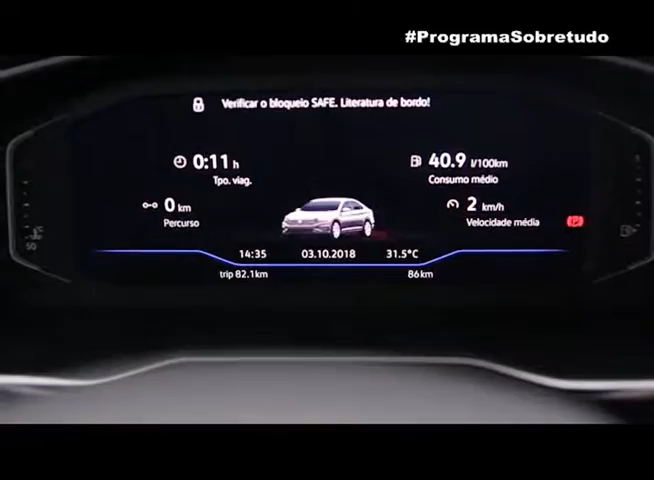 #ProgramaSobretudo
Verificar o bloqueio SAFE. Literatura de bordo!
0:11 h
Tpo. viag.
40.9 l/100km
Consumo médio
0 km
Percurso
2 km/h
Velocidade média
50
14:35 03.10.2018 31.5°C
trip 82.1km 86km